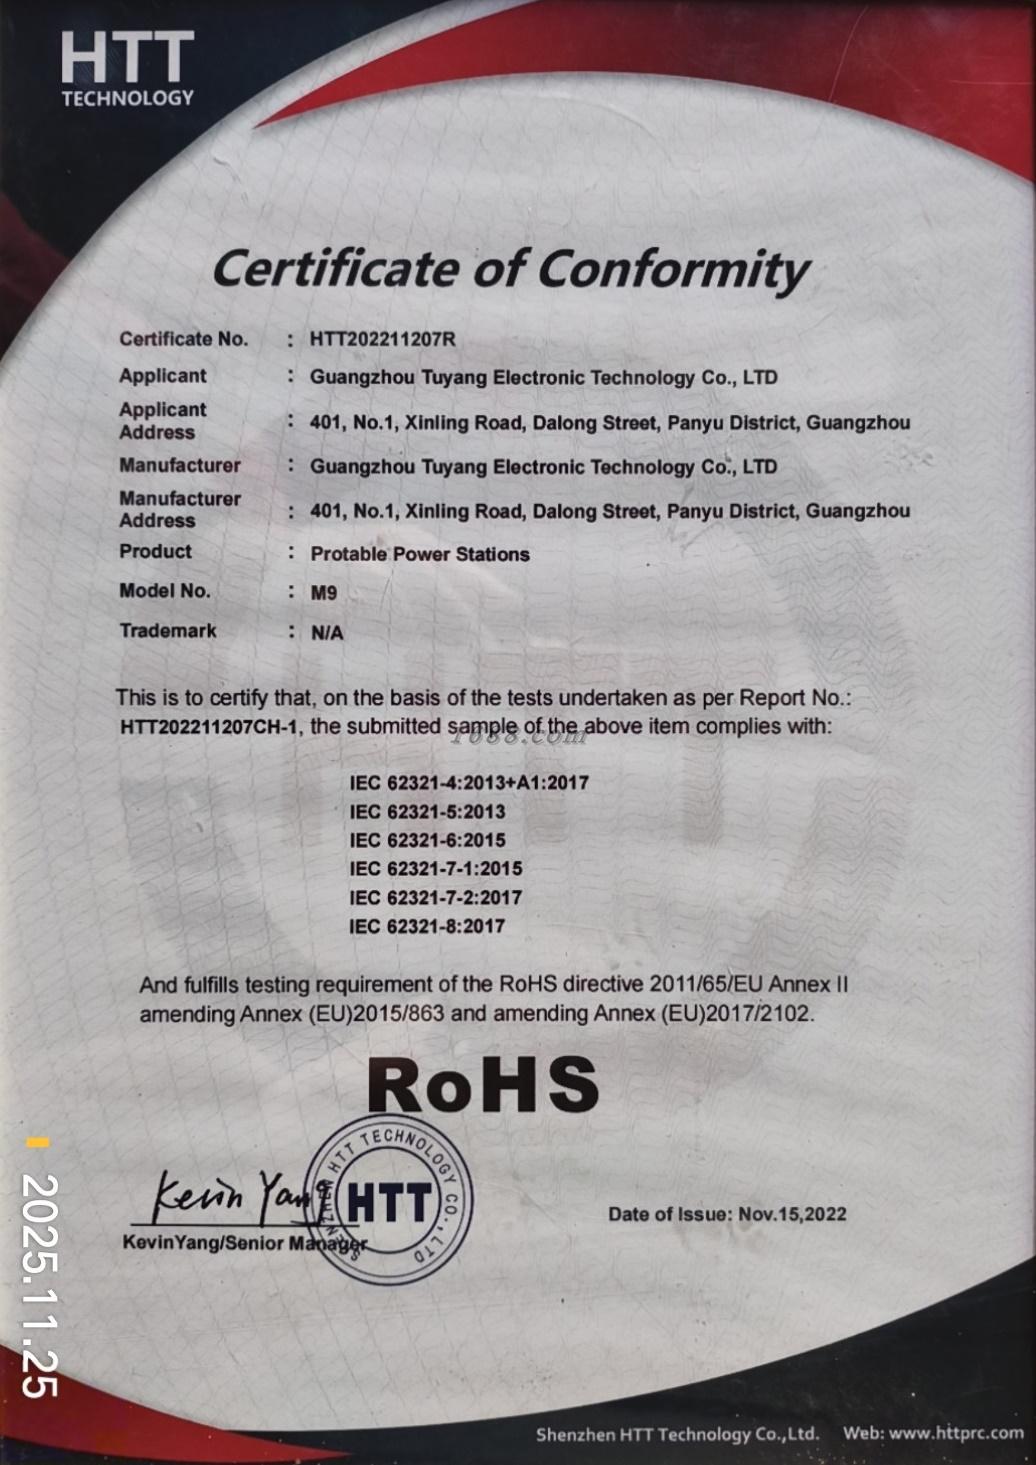 HTT
TECHNOLOGY
Certificate of Conformity
Certificate No. : HTT202211207R
Applicant : Guangzhou Tuyang Electronic Technology Co., LTD
Applicant
Address : 401, No.1, Xinling Road, Dalong Street, Panyu District, Guangzhou
Manufacturer : Guangzhou Tuyang Electronic Technology Co., LTD
Manufacturer
Address : 401, No.1, Xinling Road, Dalong Street, Panyu District, Guangzhou
Product : Protable Power Stations
Model No. : M9
Trademark : N/A
This is to certify that, on the basis of the tests undertaken as per Report No.:
HTT202211207CH-1, the submitted sample of the above item complies with:
1688.com
IEC 62321-4:2013+A1:2017
IEC 62321-5:2013
IEC 62321-6:2015
IEC 62321-7-1:2015
IEC 62321-7-2:2017
IEC 62321-8:2017
And fulfills testing requirement of the RoHS directive 2011/65/EU Annex II
amending Annex (EU)2015/863 and amending Annex (EU)2017/2102.
RoHS
SHENZHEN HTT TECHNOLOGY CO.,LTD
HTT
Kevin Yang
KevinYang/Senior Manager
Date of Issue: Nov.15,2022
2025.11.25
Shenzhen HTT Technology Co.,Ltd. Web: www.httprc.com